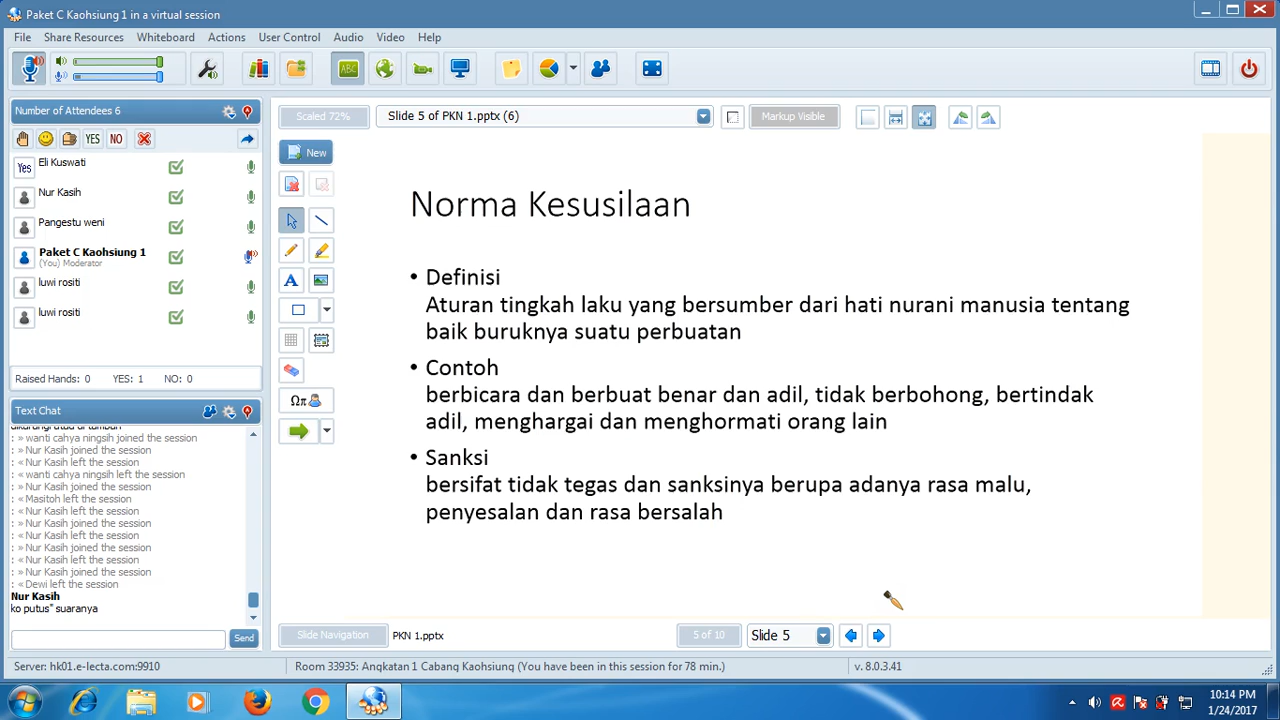 Paket C Kaohsiung 1 in a virtual session
File Share Resources Whiteboard Actions User Control Audio Video Help
ABC
Number of Attendees 6
YES NO
Yes Eli Kuswati
Nur Kasih
Pangestu weni
Paket C Kaohsiung 1
(You) Moderator
luwi rositi
luwi rositi
Raised Hands: 0 YES: 1 NO: 0
Text Chat
: » wanti cahya ningsih joined the session
: » Nur Kasih joined the session
: « Nur Kasih left the session
: « wanti cahya ningsih left the session
: » Nur Kasih joined the session
: « Masitoh left the session
: « Nur Kasih left the session
: » Nur Kasih joined the session
: « Nur Kasih left the session
: » Nur Kasih joined the session
: « Nur Kasih left the session
: » Nur Kasih joined the session
: « Dewi left the session
Nur Kasih
ko putus" suaranya
Send
Scaled 72%
Slide 5 of PKN 1.pptx (6)
Markup Visible
New
A
Ωπ
Norma Kesusilaan
• Definisi
Aturan tingkah laku yang bersumber dari hati nurani manusia tentang
baik buruknya suatu perbuatan
• Contoh
berbicara dan berbuat benar dan adil, tidak berbohong, bertindak
adil, menghargai dan menghormati orang lain
• Sanksi
bersifat tidak tegas dan sanksinya berupa adanya rasa malu,
penyesalan dan rasa bersalah
Slide Navigation PKN 1.pptx 5 of 10 Slide 5
Server: hk01.e-lecta.com:9910 Room 33935: Angkatan 1 Cabang Kaohsiung (You have been in this session for 78 min.) v. 8.0.3.41
10:14 PM
1/24/2017